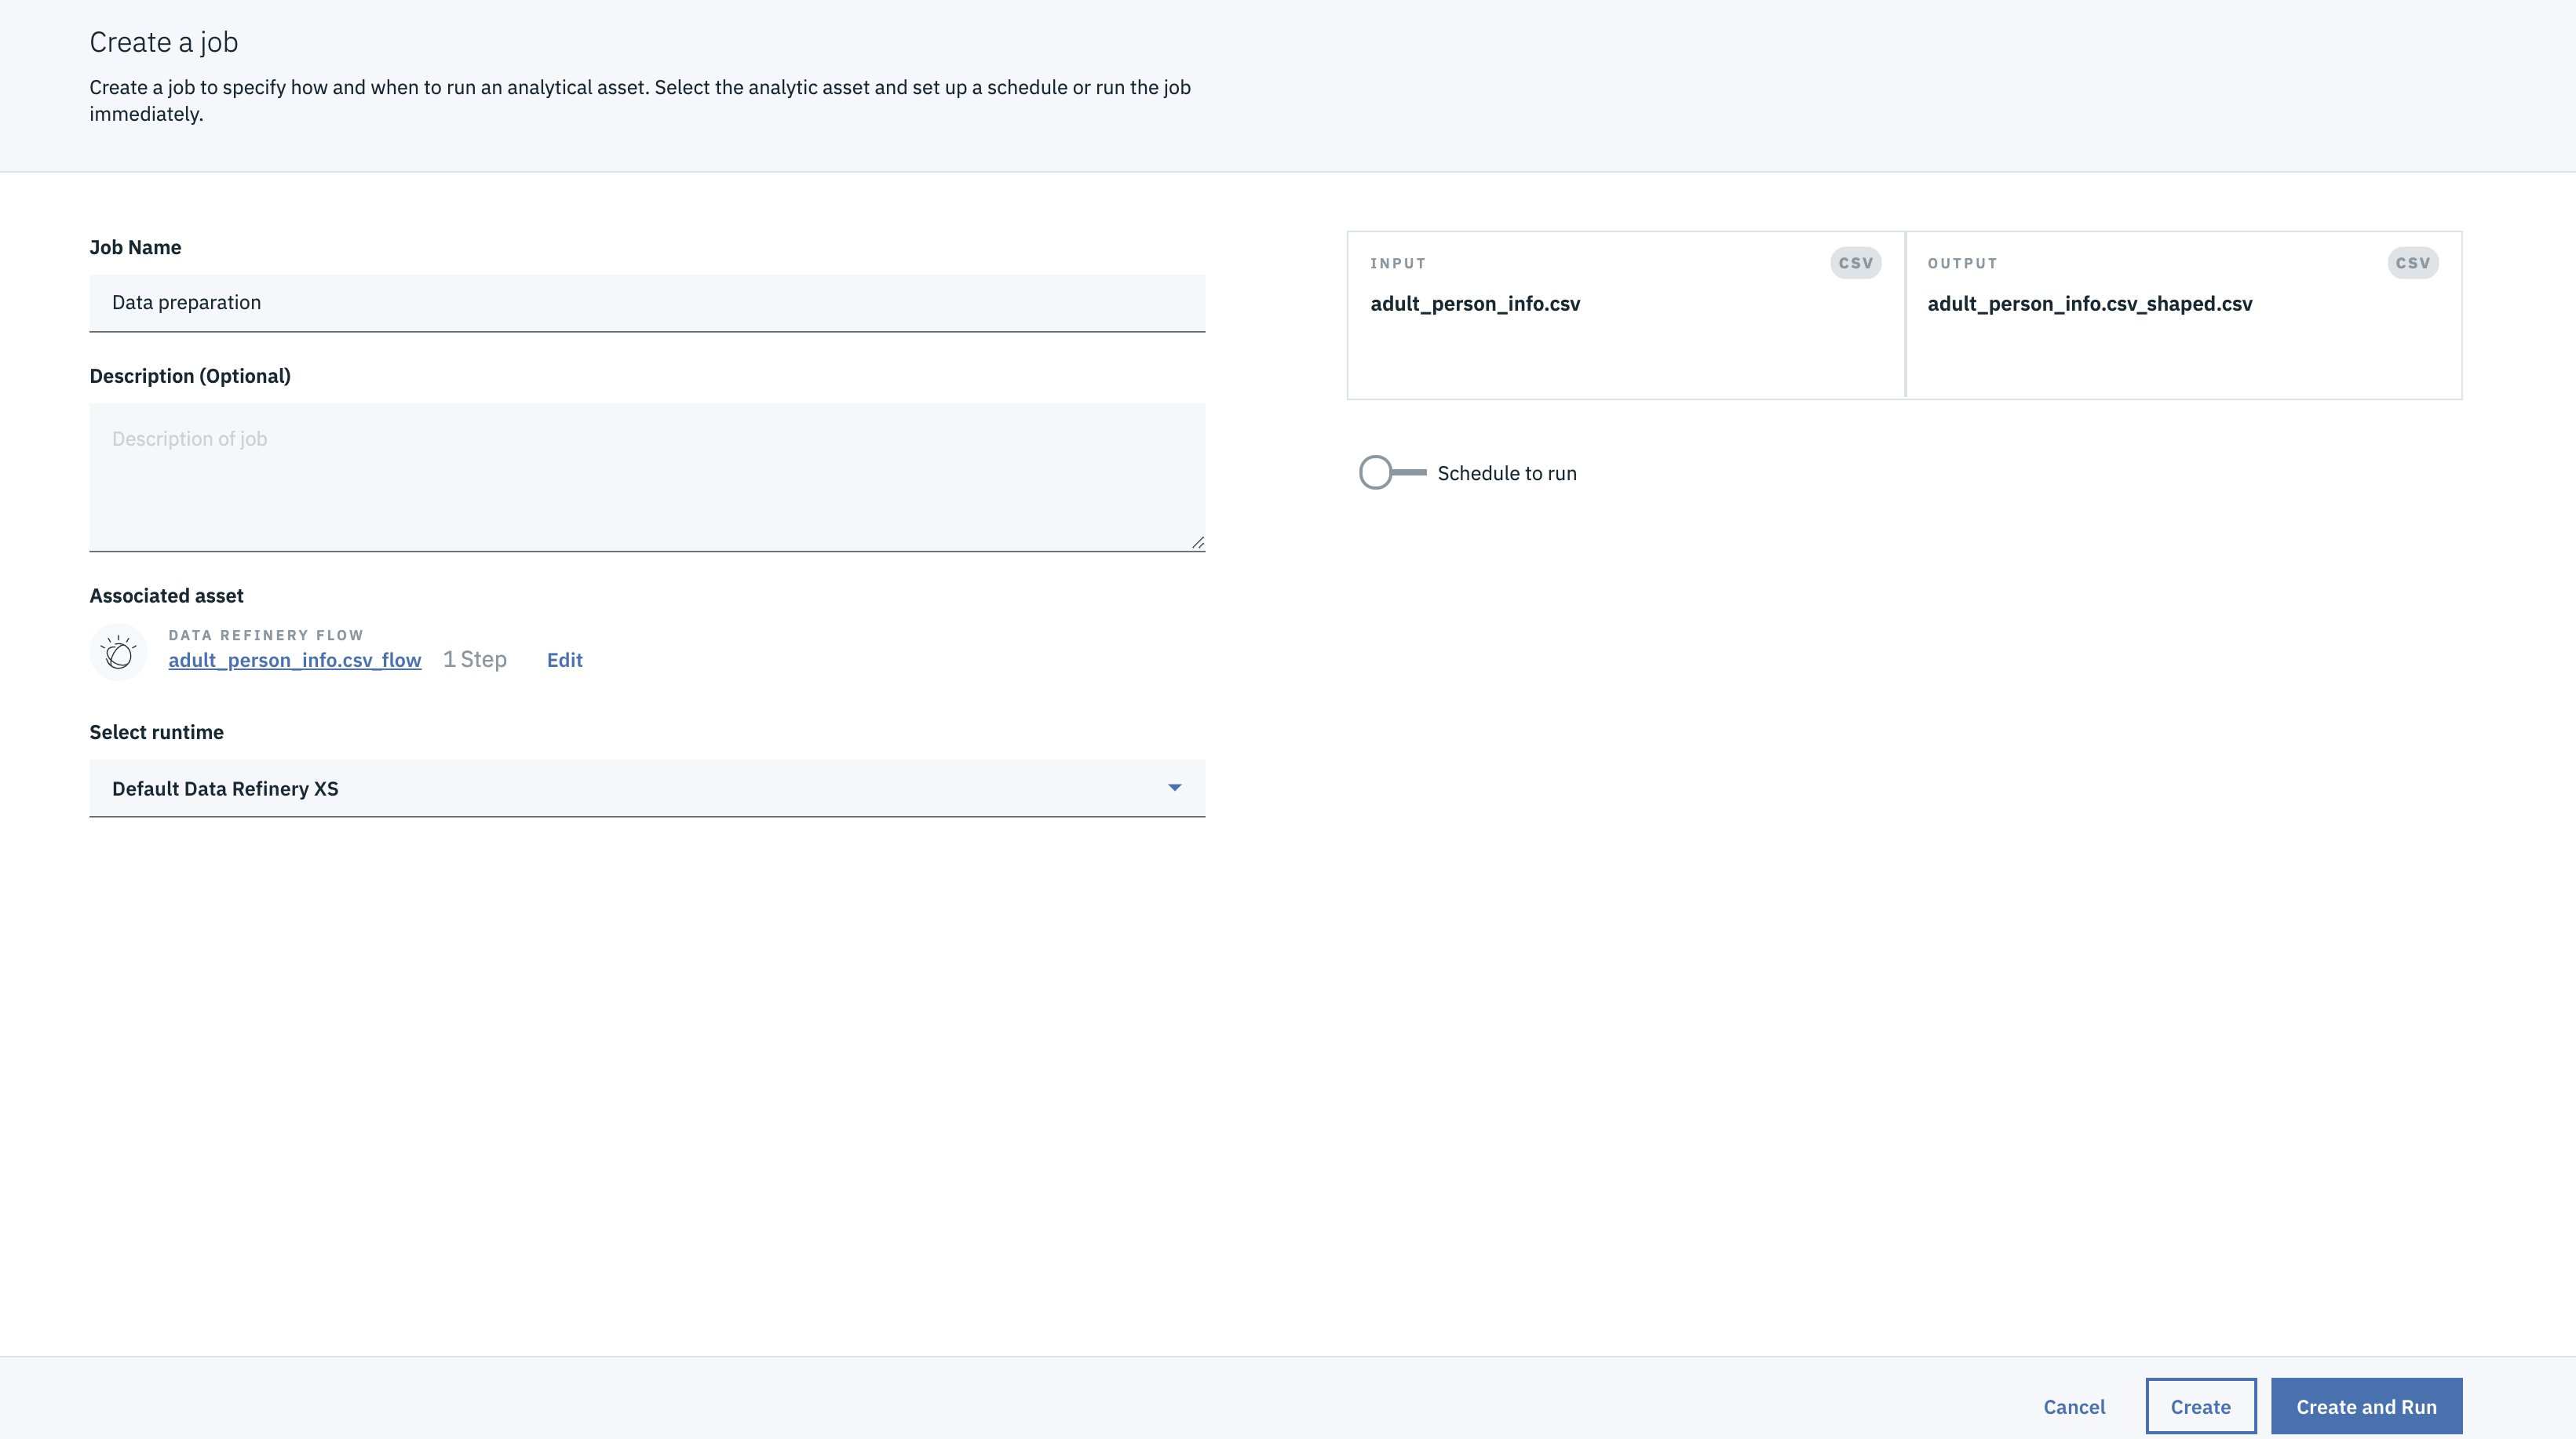 Create a job
Create a job to specify how and when to run an analytical asset. Select the analytic asset and set up a schedule or run the job
immediately.
Job Name
Data preparation
Description (Optional)
Description of job
Associated asset
DATA REFINERY FLOW
adult_person_info.csv_flow 1 Step Edit
Select runtime
Default Data Refinery XS
INPUT CSV
adult_person_info.csv
OUTPUT CSV
adult_person_info.csv_shaped.csv
Schedule to run
Cancel Create Create and Run